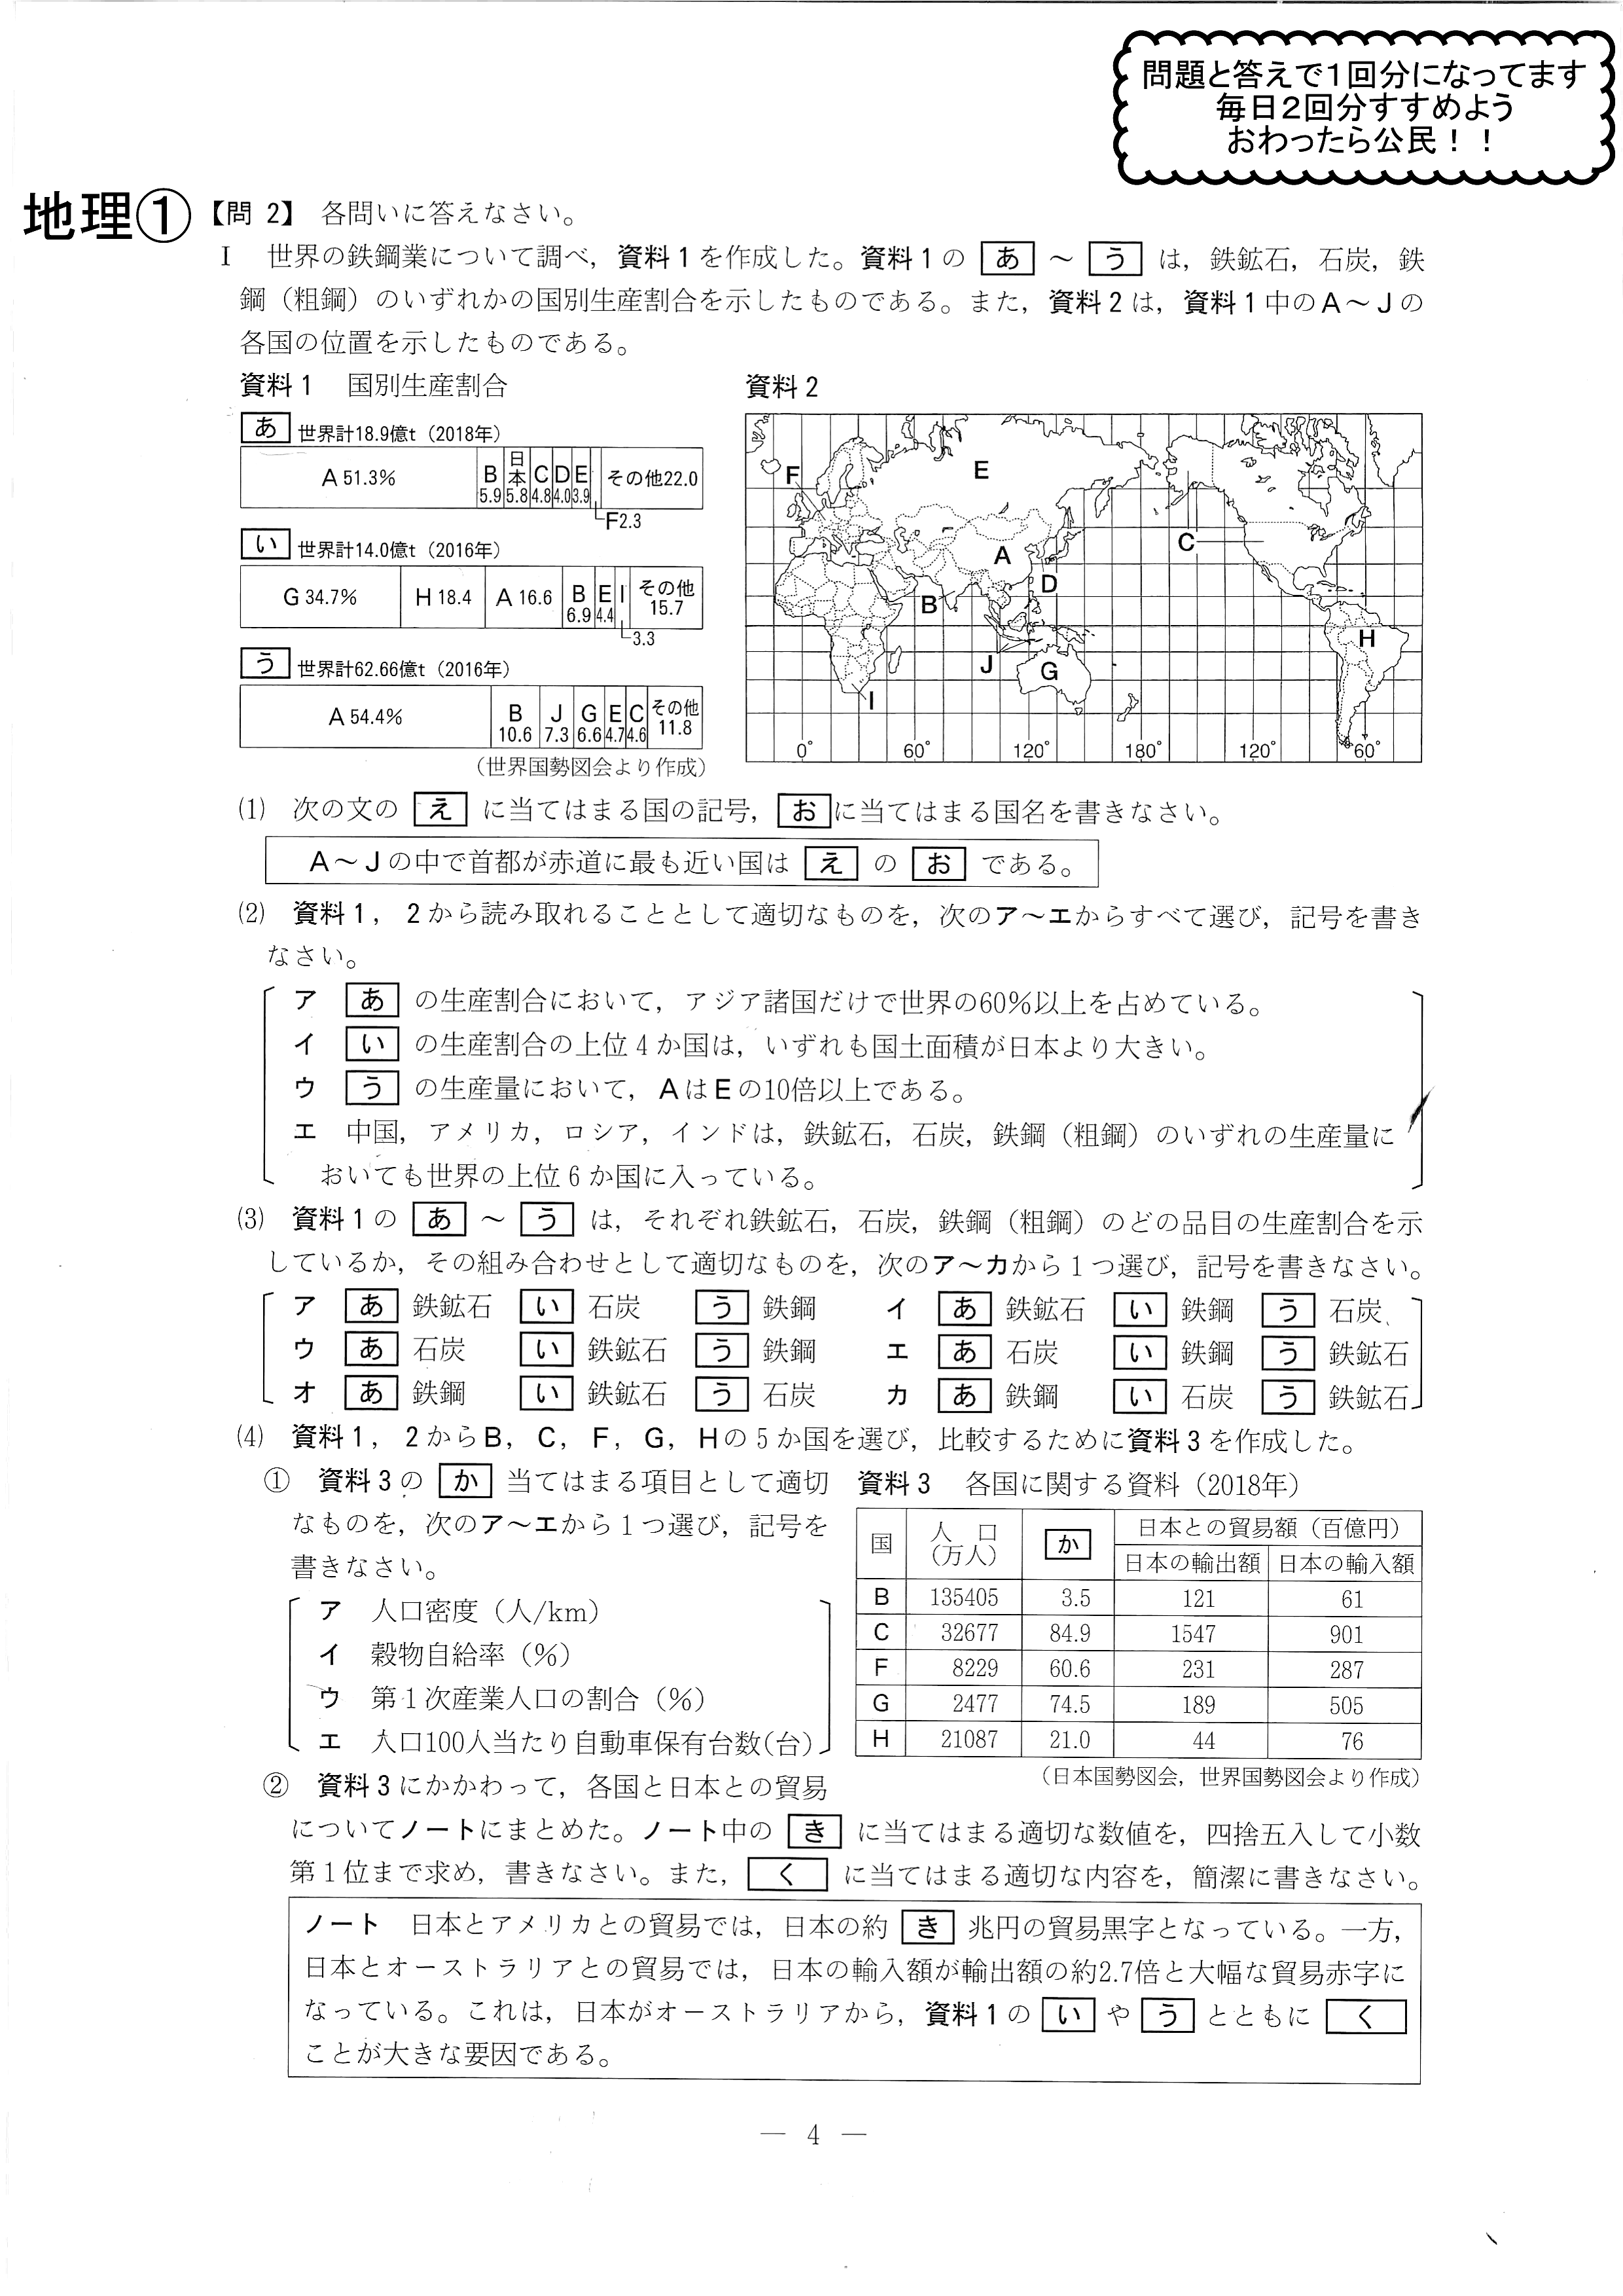 問題と答えで1回分になってます
毎日2回分すすめよう
おわったら公民！！
地理①【問 2】 各問いに答えなさい。
Ⅰ 世界の鉄鋼業について調べ，資料1を作成した。資料1の あ ～ う は，鉄鉱石，石炭，鉄
鋼（粗鋼）のいずれかの国別生産割合を示したものである。また，資料2は，資料1中のA～Jの
各国の位置を示したものである。
資料1 国別生産割合
あ 世界計18.9億t（2018年）
A 51.3% B 5.9 日本 5.8 C 4.8 D 4.0 E 3.9 その他22.0
F2.3
い 世界計14.0億t（2016年）
G 34.7% H 18.4 A 16.6 B 6.9 E 4.4 I その他 15.7
3.3
う 世界計62.66億t（2016年）
A 54.4% B 10.6 J 7.3 G 6.6 E 4.7 C 4.6 その他 11.8
（世界国勢図会より作成）
資料2
F E A C D B H J G I
0° 60° 120° 180° 120° 60°
(1) 次の文の え に当てはまる国の記号， お に当てはまる国名を書きなさい。
A～Jの中で首都が赤道に最も近い国は え の お である。
(2) 資料1，2から読み取れることとして適切なものを，次のア～エからすべて選び，記号を書き
なさい。
ア あ の生産割合において，アジア諸国だけで世界の60%以上を占めている。
イ い の生産割合の上位4か国は，いずれも国土面積が日本より大きい。
ウ う の生産量において，AはEの10倍以上である。
エ 中国，アメリカ，ロシア，インドは，鉄鉱石，石炭，鉄鋼（粗鋼）のいずれの生産量に
おいても世界の上位6か国に入っている。
(3) 資料1の あ ～ う は，それぞれ鉄鉱石，石炭，鉄鋼（粗鋼）のどの品目の生産割合を示
しているか，その組み合わせとして適切なものを，次のア～カから1つ選び，記号を書きなさい。
ア あ 鉄鉱石 い 石炭 う 鉄鋼 イ あ 鉄鉱石 い 鉄鋼 う 石炭
ウ あ 石炭 い 鉄鉱石 う 鉄鋼 エ あ 石炭 い 鉄鋼 う 鉄鉱石
オ あ 鉄鋼 い 鉄鉱石 う 石炭 カ あ 鉄鋼 い 石炭 う 鉄鉱石
(4) 資料1，2からB，C，F，G，Hの5か国を選び，比較するために資料3を作成した。
① 資料3の か 当てはまる項目として適切
なものを，次のア～エから1つ選び，記号を
書きなさい。
ア 人口密度（人/km）
イ 穀物自給率（%）
ウ 第1次産業人口の割合（%）
エ 人口100人当たり自動車保有台数(台)
資料3 各国に関する資料（2018年）
国 人口（万人） か 日本との貿易額（百億円）
日本の輸出額 日本の輸入額
B 135405 3.5 121 61
C 32677 84.9 1547 901
F 8229 60.6 231 287
G 2477 74.5 189 505
H 21087 21.0 44 76
（日本国勢図会，世界国勢図会より作成）
② 資料3にかかわって，各国と日本との貿易
についてノートにまとめた。ノート中の き に当てはまる適切な数値を，四捨五入して小数
第1位まで求め，書きなさい。また， く に当てはまる適切な内容を，簡潔に書きなさい。
ノート 日本とアメリカとの貿易では，日本の約 き 兆円の貿易黒字となっている。一方，
日本とオーストラリアとの貿易では，日本の輸入額が輸出額の約2.7倍と大幅な貿易赤字に
なっている。これは，日本がオーストラリアから，資料1の い や う とともに く
ことが大きな要因である。
— 4 —